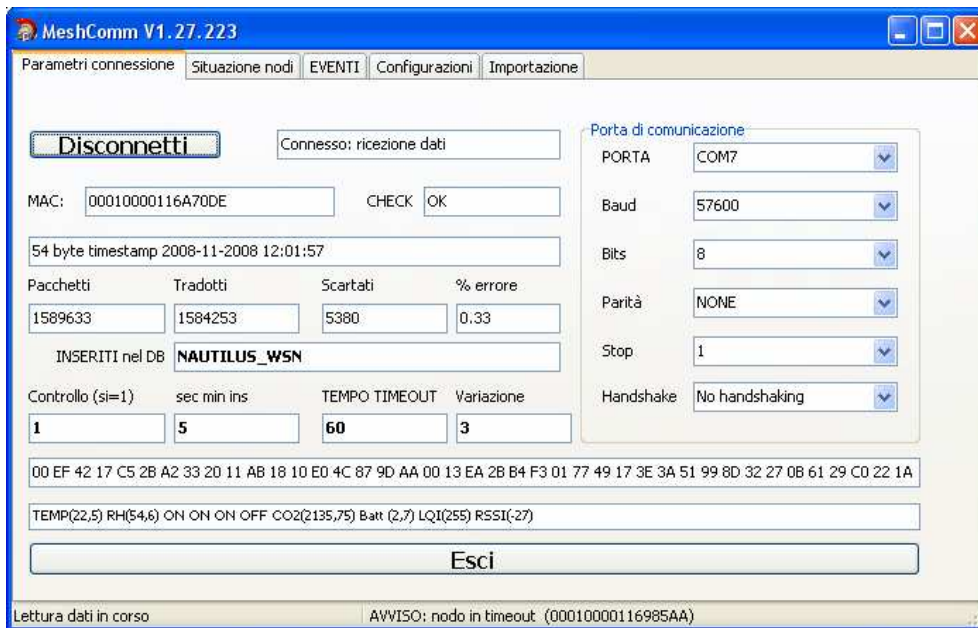 MeshComm V1.27.223
Parametri connessione Situazione nodi EVENTI Configurazioni Importazione
Disconnetti Connesso: ricezione dati
MAC: 00010000116A70DE CHECK OK
54 byte timestamp 2008-11-2008 12:01:57
Pacchetti Tradotti Scartati % errore
1589633 1584253 5380 0.33
INSERITI nel DB NAUTILUS_WSN
Controllo (si=1) sec min ins TEMPO TIMEOUT Variazione
1 5 60 3
Porta di comunicazione
PORTA COM7
Baud 57600
Bits 8
Parità NONE
Stop 1
Handshake No handshaking
00 EF 42 17 C5 2B A2 33 20 11 AB 18 10 E0 4C 87 9D AA 00 13 EA 2B B4 F3 01 77 49 17 3E 3A 51 99 8D 32 27 0B 61 29 C0 22 1A
TEMP(22,5) RH(54,6) ON ON ON OFF CO2(2135,75) Batt (2,7) LQI(255) RSSI(-27)
Esci
Lettura dati in corso AVVISO: nodo in timeout (00010000116985AA)